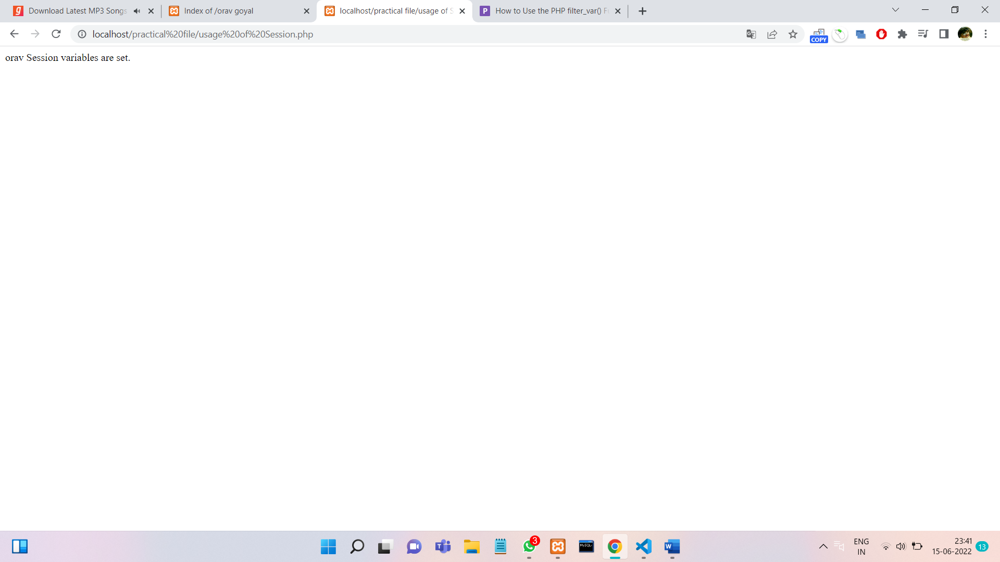 Download Latest MP3 Songs
Index of /orav goyal
localhost/practical file/usage of S
How to Use the PHP filter_var() F
localhost/practical%20file/usage%20of%20Session.php
COPY
orav Session variables are set.
3
MySQL
ENG
IN
23:41
15-06-2022
13